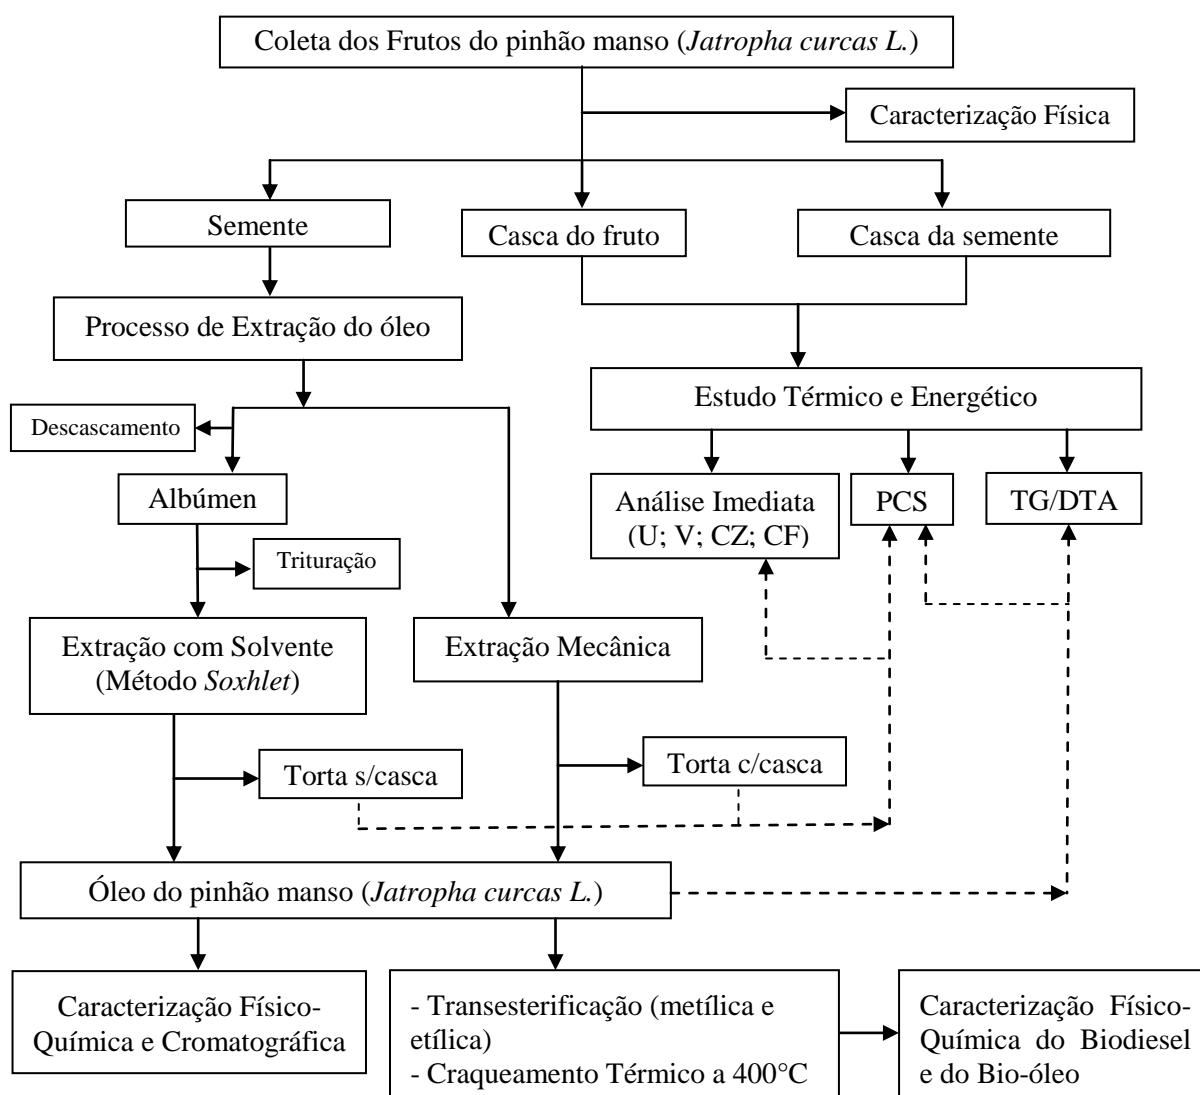 Coleta dos Frutos do pinhão manso (Jatropha curcas L.)
Caracterização Física
Semente
Casca do fruto
Casca da semente
Processo de Extração do óleo
Estudo Térmico e Energético
Descascamento
Albúmen
Análise Imediata
(U; V; CZ; CF)
PCS
TG/DTA
Trituração
Extração com Solvente
(Método Soxhlet)
Extração Mecânica
Torta s/casca
Torta c/casca
Óleo do pinhão manso (Jatropha curcas L.)
Caracterização Físico-
Química e Cromatográfica
- Transesterificação (metílica e
etílica)
- Craqueamento Térmico a 400°C
Caracterização Físico-
Química do Biodiesel
e do Bio-óleo